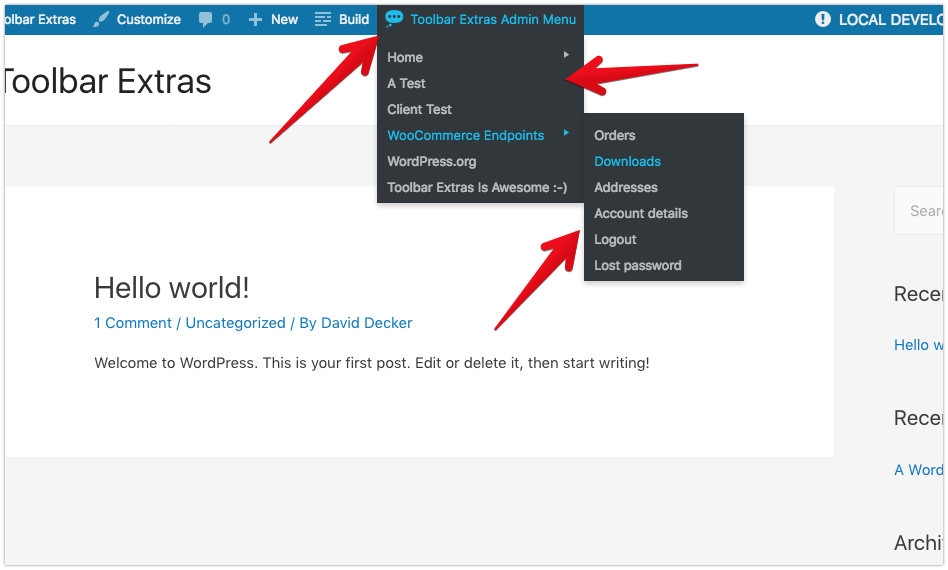 olbar Extras Customize 0 New Build Toolbar Extras Admin Menu LOCAL DEVELO
Toolbar Extras
Home
A Test
Client Test
WooCommerce Endpoints
WordPress.org
Toolbar Extras Is Awesome :-)
Orders
Downloads
Addresses
Account details
Logout
Lost password
Sear
Hello world!
1 Comment / Uncategorized / By David Decker
Welcome to WordPress. This is your first post. Edit or delete it, then start writing!
Rece
Hello w
Rece
A Word
Archi